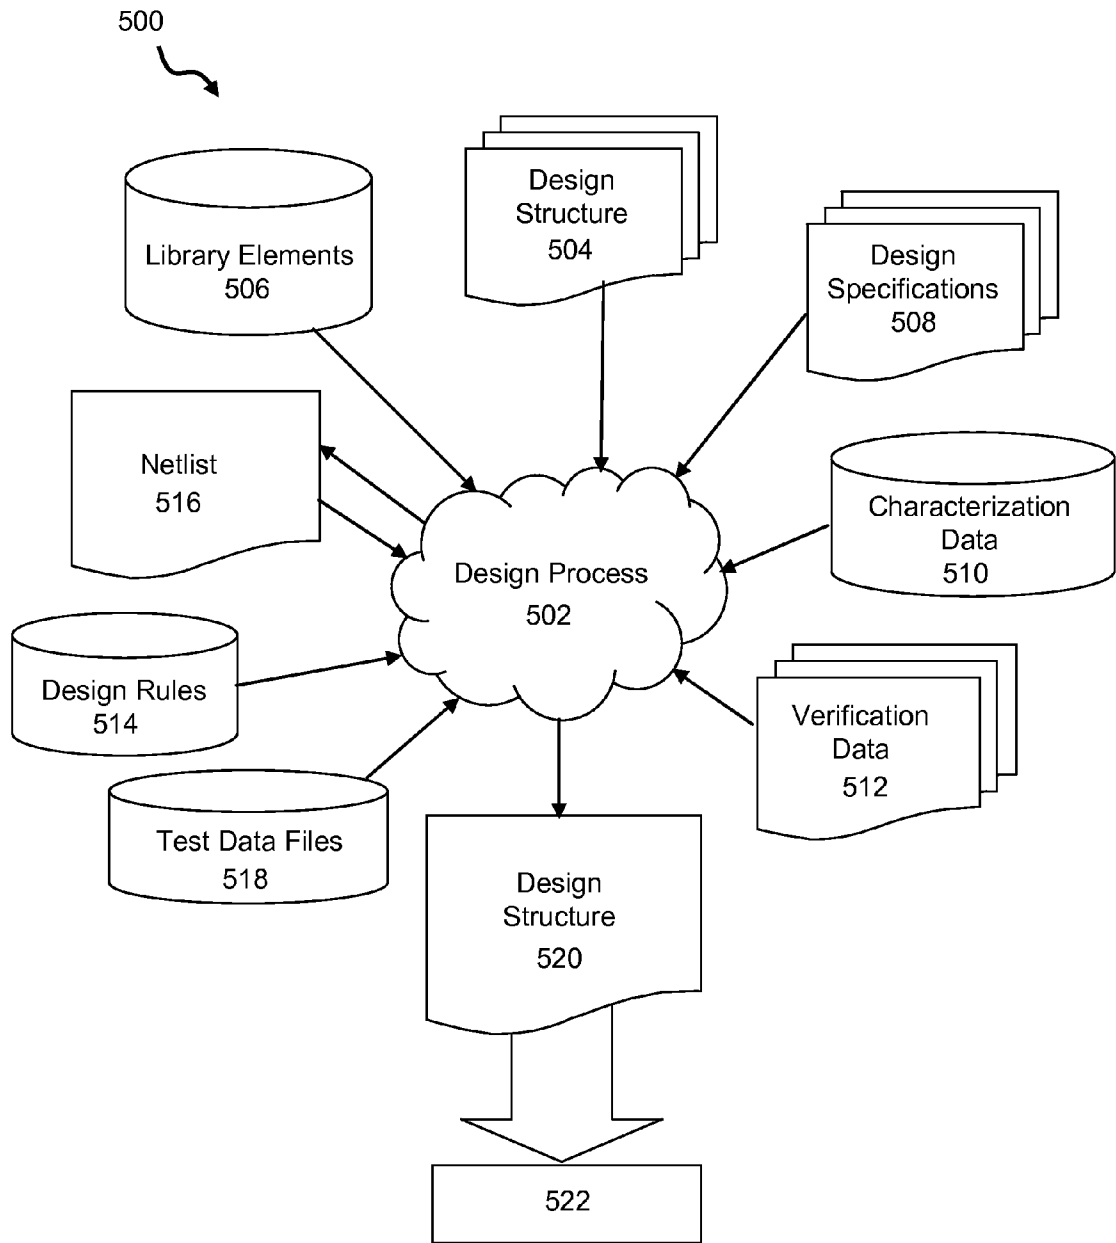 500
Design
Structure
504
Library Elements
506
Design
Specifications
508
Netlist
516
Characterization
Data
510
Design Process
502
Design Rules
514
Verification
Data
512
Test Data Files
518
Design
Structure
520
522